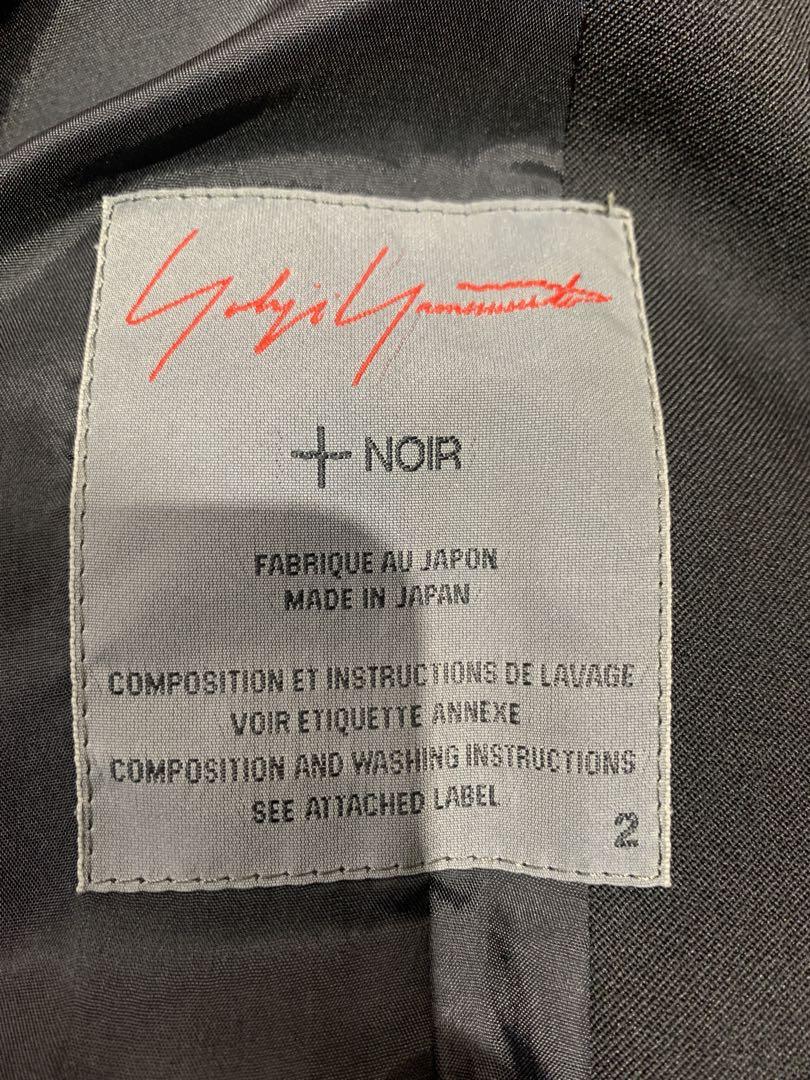 Yohji Yamamoto
+ NOIR
FABRIQUE AU JAPON
MADE IN JAPAN
COMPOSITION ET INSTRUCTIONS DE LAVAGE
VOIR ETIQUETTE ANNEXE
COMPOSITION AND WASHING INSTRUCTIONS
SEE ATTACHED LABEL
2